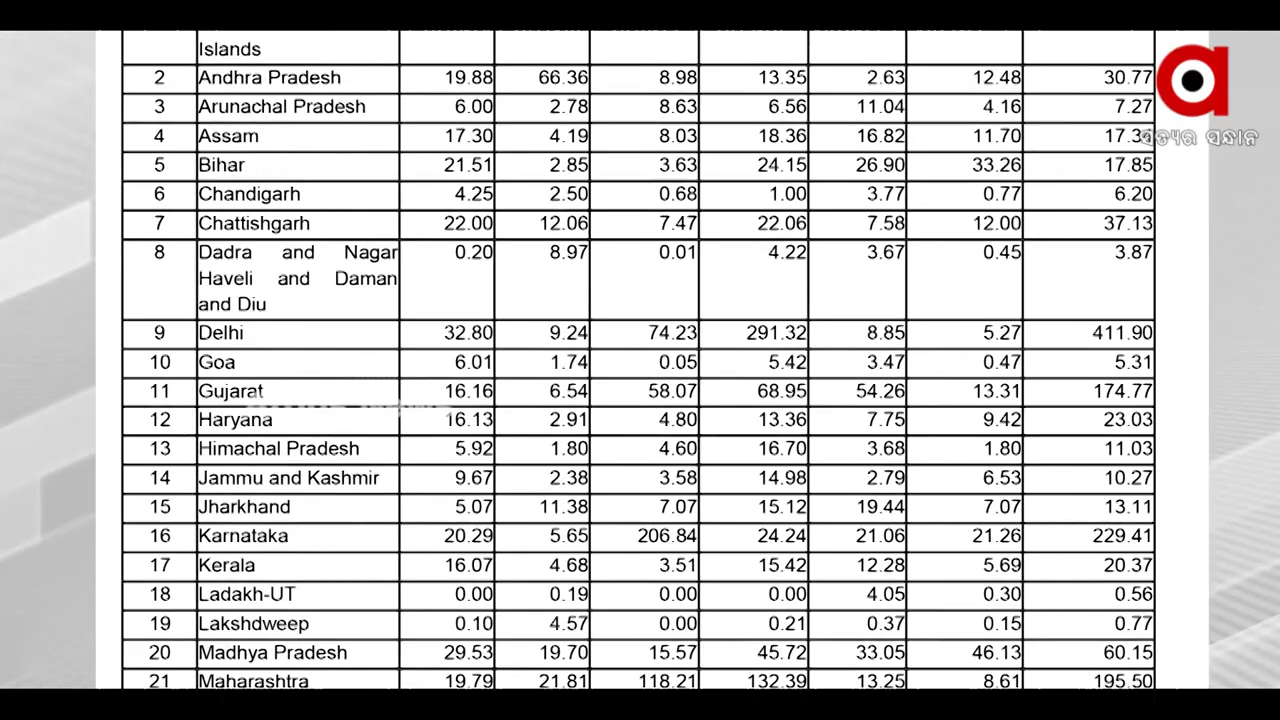 Islands
2 Andhra Pradesh 19.88 66.36 8.98 13.35 2.63 12.48 30.77
3 Arunachal Pradesh 6.00 2.78 8.63 6.56 11.04 4.16 7.27
4 Assam 17.30 4.19 8.03 18.36 16.82 11.70 17.34
ସତ୍ୟର ସନ୍ଧାନ
5 Bihar 21.51 2.85 3.63 24.15 26.90 33.26 17.85
6 Chandigarh 4.25 2.50 0.68 1.00 3.77 0.77 6.20
7 Chattishgarh 22.00 12.06 7.47 22.06 7.58 12.00 37.13
8 Dadra and Nagar 0.20 8.97 0.01 4.22 3.67 0.45 3.87
Haveli and Daman
and Diu
9 Delhi 32.80 9.24 74.23 291.32 8.85 5.27 411.90
10 Goa 6.01 1.74 0.05 5.42 3.47 0.47 5.31
11 Gujarat 16.16 6.54 58.07 68.95 54.26 13.31 174.77
12 Haryana 16.13 2.91 4.80 13.36 7.75 9.42 23.03
13 Himachal Pradesh 5.92 1.80 4.60 16.70 3.68 1.80 11.03
14 Jammu and Kashmir 9.67 2.38 3.58 14.98 2.79 6.53 10.27
15 Jharkhand 5.07 11.38 7.07 15.12 19.44 7.07 13.11
16 Karnataka 20.29 5.65 206.84 24.24 21.06 21.26 229.41
17 Kerala 16.07 4.68 3.51 15.42 12.28 5.69 20.37
18 Ladakh-UT 0.00 0.19 0.00 0.00 4.05 0.30 0.56
19 Lakshdweep 0.10 4.57 0.00 0.21 0.37 0.15 0.77
20 Madhya Pradesh 29.53 19.70 15.57 45.72 33.05 46.13 60.15
21 Maharashtra 19.79 21.81 118.21 132.39 13.25 8.61 195.50